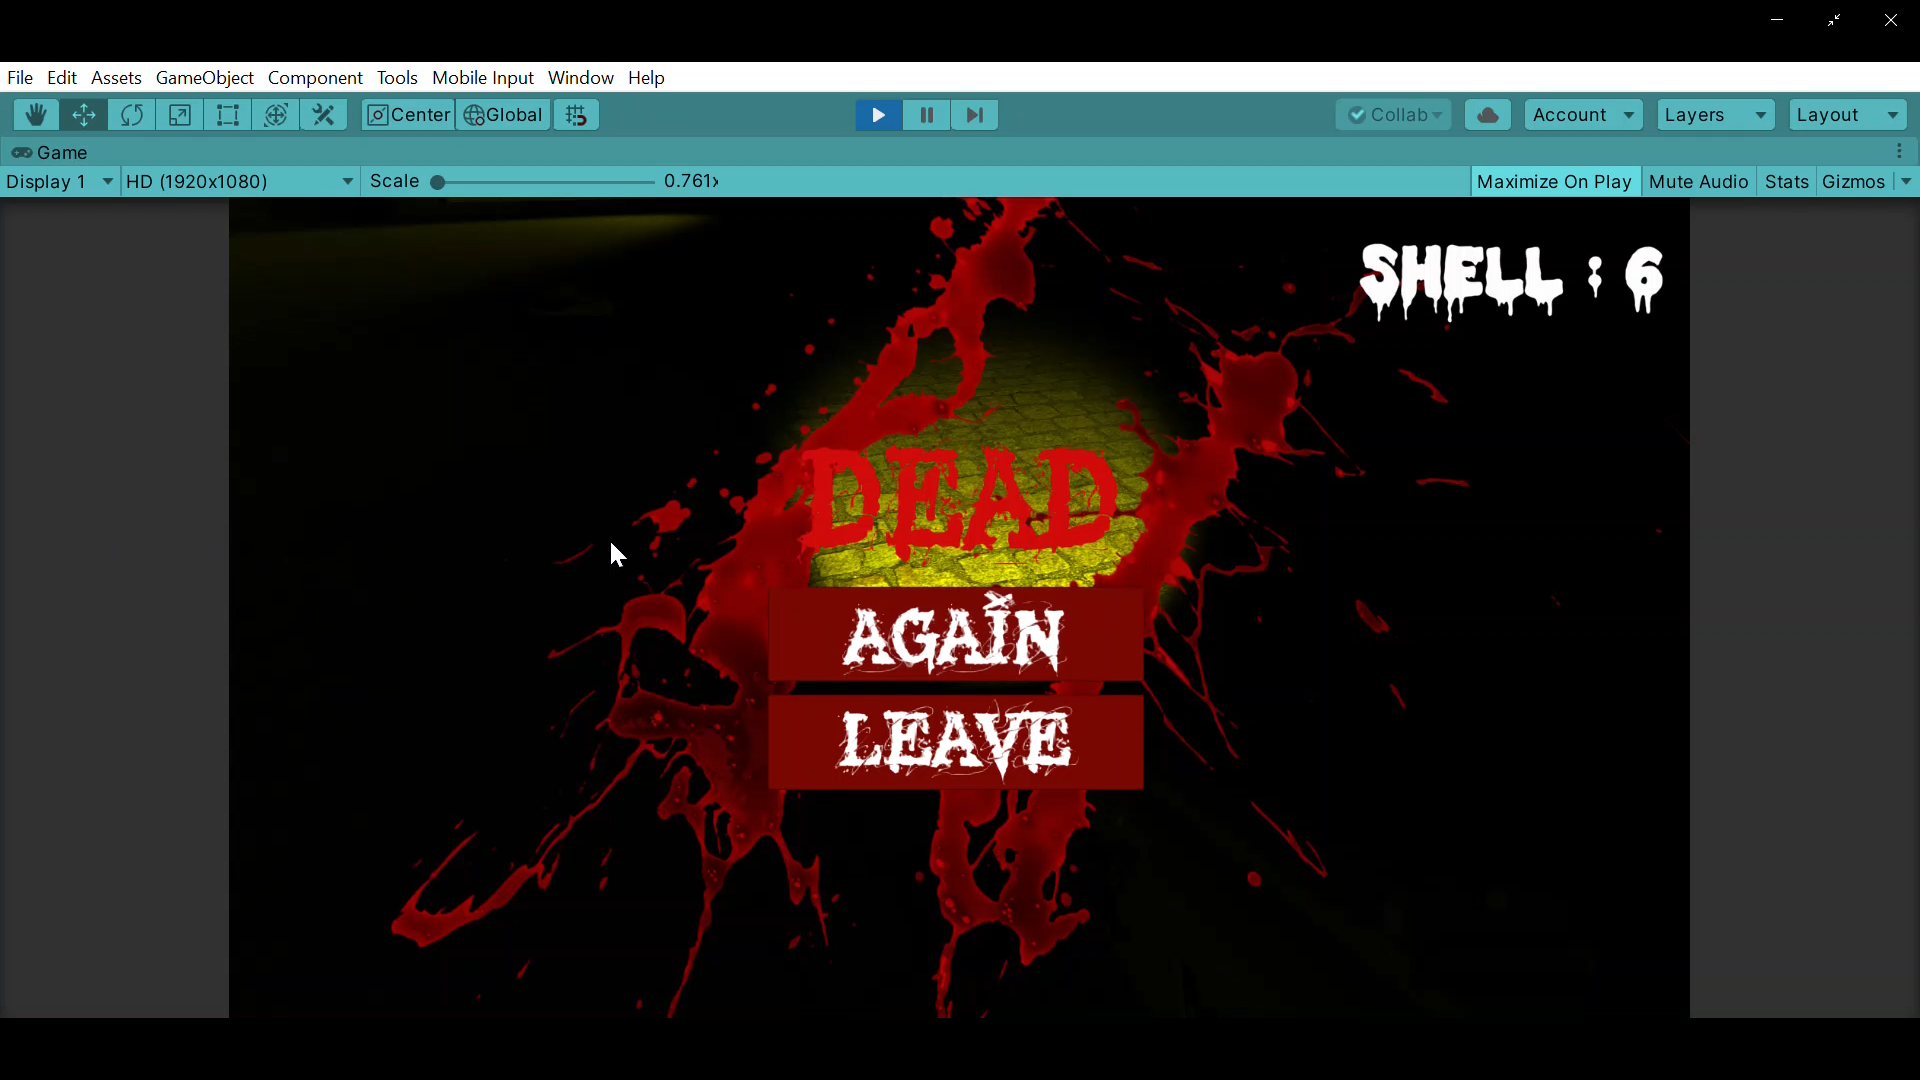 File Edit Assets GameObject Component Tools Mobile Input Window Help
Center Global Collab Account Layers Layout
Game
Display 1 HD (1920x1080) Scale 0.761x Maximize On Play Mute Audio Stats Gizmos
SHELL : 6
DEAD
AGAIN
LEAVE